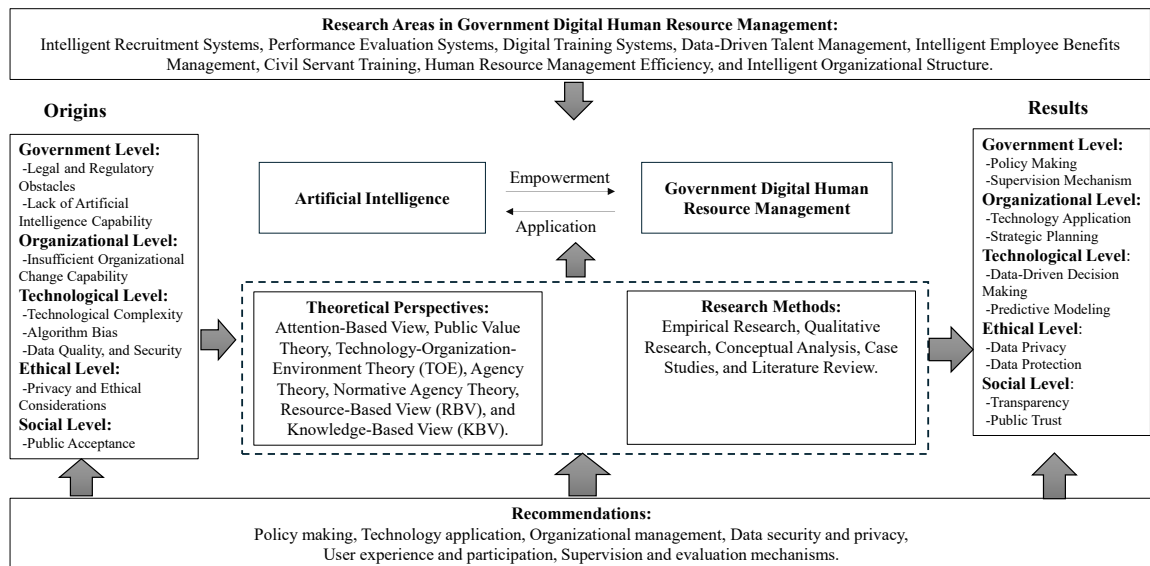 Research Areas in Government Digital Human Resource Management:
Intelligent Recruitment Systems, Performance Evaluation Systems, Digital Training Systems, Data-Driven Talent Management, Intelligent Employee Benefits
Management, Civil Servant Training, Human Resource Management Efficiency, and Intelligent Organizational Structure.
Origins
Government Level:
-Legal and Regulatory
Obstacles
-Lack of Artificial
Intelligence Capability
Organizational Level:
-Insufficient Organizational
Change Capability
Technological Level:
-Technological Complexity
-Algorithm Bias
-Data Quality, and Security
Ethical Level:
-Privacy and Ethical
Considerations
Social Level:
-Public Acceptance
Artificial Intelligence
Empowerment
Application
Government Digital Human
Resource Management
Theoretical Perspectives:
Attention-Based View, Public Value
Theory, Technology-Organization-
Environment Theory (TOE), Agency
Theory, Normative Agency Theory,
Resource-Based View (RBV), and
Knowledge-Based View (KBV).
Research Methods:
Empirical Research, Qualitative
Research, Conceptual Analysis, Case
Studies, and Literature Review.
Results
Government Level:
-Policy Making
-Supervision Mechanism
Organizational Level:
-Technology Application
-Strategic Planning
Technological Level:
-Data-Driven Decision
Making
-Predictive Modeling
Ethical Level:
-Data Privacy
-Data Protection
Social Level:
-Transparency
-Public Trust
Recommendations:
Policy making, Technology application, Organizational management, Data security and privacy,
User experience and participation, Supervision and evaluation mechanisms.